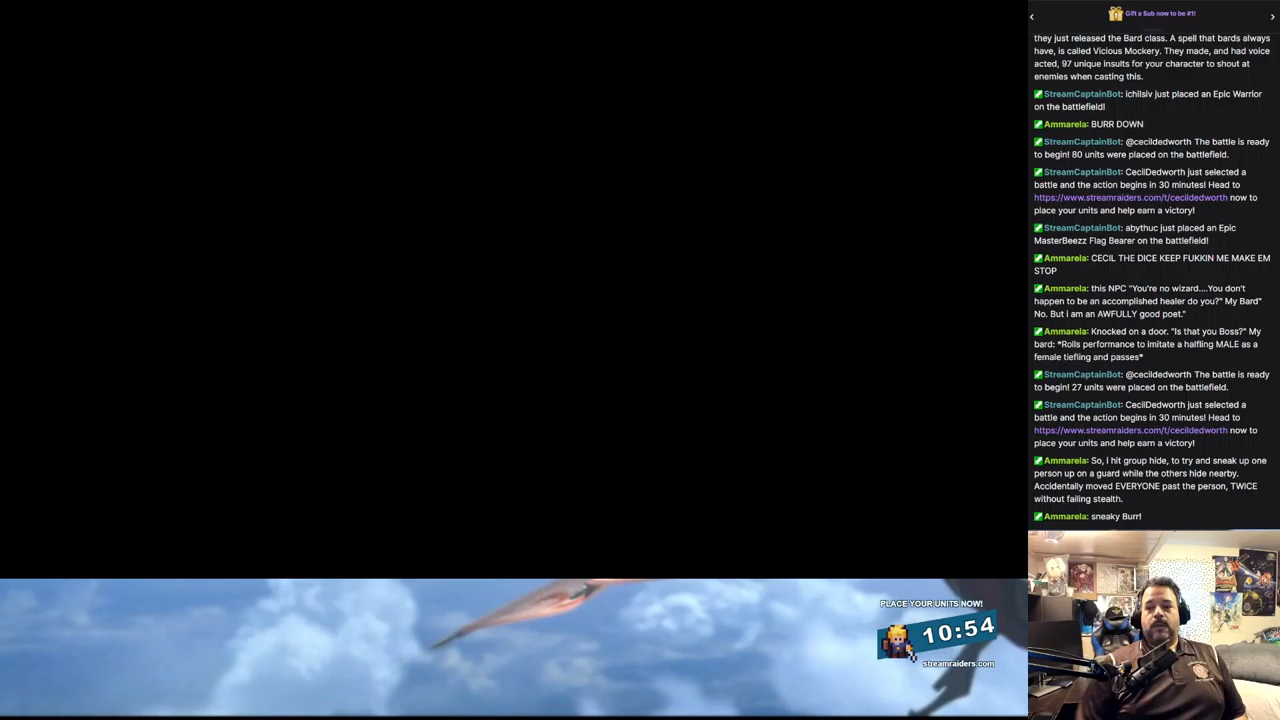 Gift a Sub now to be #1!
they just released the Bard class. A spell that bards always
have, is called Vicious Mockery. They made, and had voice
acted, 97 unique insults for your character to shout at
enemies when casting this.
StreamCaptainBot: ichilsiv just placed an Epic Warrior
on the battlefield!
Ammarela: BURR DOWN
StreamCaptainBot: @cecildedworth The battle is ready
to begin! 80 units were placed on the battlefield.
StreamCaptainBot: CecilDedworth just selected a
battle and the action begins in 30 minutes! Head to
https://www.streamraiders.com/t/cecildedworth now to
place your units and help earn a victory!
StreamCaptainBot: abythuc just placed an Epic
MasterBeezz Flag Bearer on the battlefield!
Ammarela: CECIL THE DICE KEEP FUKKIN ME MAKE EM
STOP
Ammarela: this NPC "You're no wizard....You don't
happen to be an accomplished healer do you?" My Bard"
No. But i am an AWFULLY good poet."
Ammarela: Knocked on a door. "Is that you Boss?" My
bard: *Rolls performance to imitate a halfling MALE as a
female tiefling and passes*
StreamCaptainBot: @cecildedworth The battle is ready
to begin! 27 units were placed on the battlefield.
StreamCaptainBot: CecilDedworth just selected a
battle and the action begins in 30 minutes! Head to
https://www.streamraiders.com/t/cecildedworth now to
place your units and help earn a victory!
Ammarela: So, i hit group hide, to try and sneak up one
person up on a guard while the others hide nearby.
Accidentally moved EVERYONE past the person, TWICE
without failing stealth.
Ammarela: sneaky Burr!
PLACE YOUR UNITS NOW!
10:54
streamraiders.com